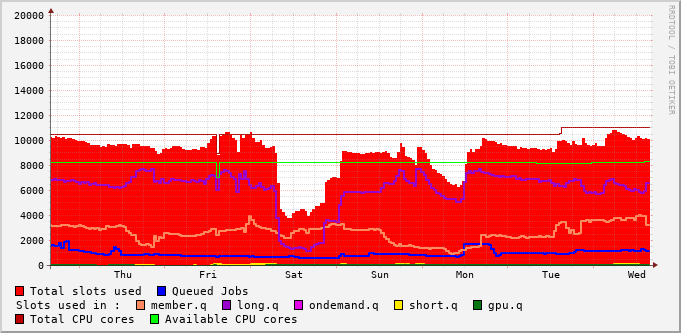 20000
18000
16000
14000
12000
10000
8000
6000
4000
2000
0
Thu Fri Sat Sun Mon Tue Wed
RRDTOOL / TOBI OETIKER
Total slots used Queued Jobs
Slots used in : member.q long.q ondemand.q short.q gpu.q
Total CPU cores Available CPU cores